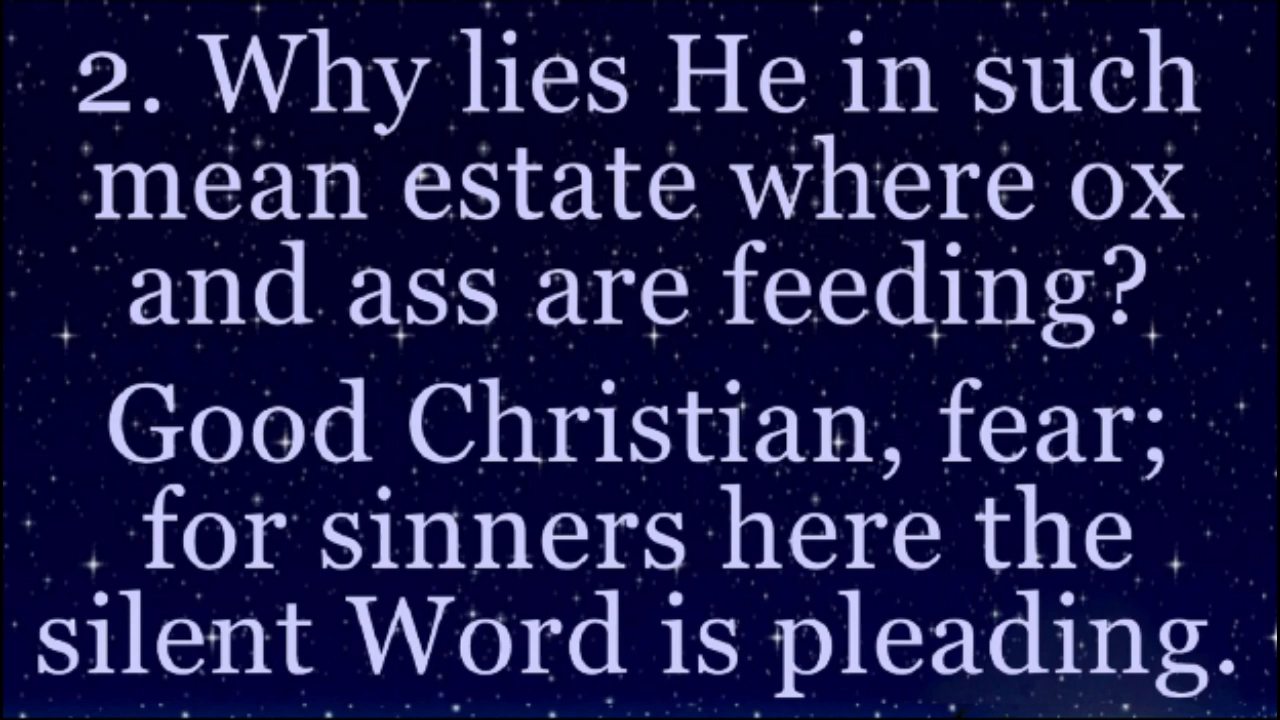 2. Why lies He in such
mean estate where ox
and ass are feeding?
Good Christian, fear;
for sinners here the
silent Word is pleading.